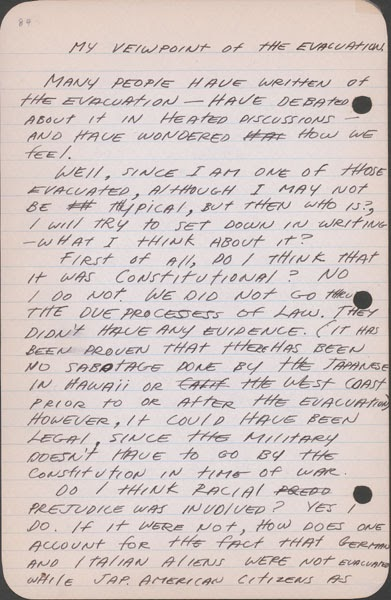 89
MY VEIWPOINT OF THE EVACUATION.
MANY PEOPLE HAVE WRITTEN OF
THE EVACUATION – HAVE DEBATED
ABOUT IT IN HEATED DISCUSSIONS –
AND HAVE WONDERED HOW WE
FEEL.
WELL, SINCE I AM ONE OF THOSE
EVACUATED, ALTHOUGH I MAY NOT
BE TYPICAL, BUT THEN WHO IS?,
I WILL TRY TO SET DOWN IN WRITING
– WHAT I THINK ABOUT IT?
FIRST OF ALL, DO I THINK THAT
IT WAS CONSTITUTIONAL? NO
I DO NOT. WE DID NOT GO THRU
THE DUE PROCESSESS OF LAW. THEY
DIDN'T HAVE ANY EVIDENCE. (IT HAS
BEEN PROVEN THAT THERE HAS BEEN
NO SABOTAGE DONE BY THE JAPANESE
IN HAWAII OR CALIF THE WEST COAST
PRIOR TO OR AFTER THE EVACUATION)
HOWEVER, IT COULD HAVE BEEN
LEGAL, SINCE THE MILITARY
DOESN'T HAVE TO GO BY THE
CONSTITUTION IN TIME OF WAR.
DO I THINK RACIAL PREDD
PREJUDICE WAS INVOLVED? YES I
DO. IF IT WERE NOT, HOW DOES ONE
ACCOUNT FOR THE FACT THAT GERMAN
AND ITALIAN ALIENS WERE NOT EVACUATED
WHILE JAP. AMERICAN CITIZENS AS